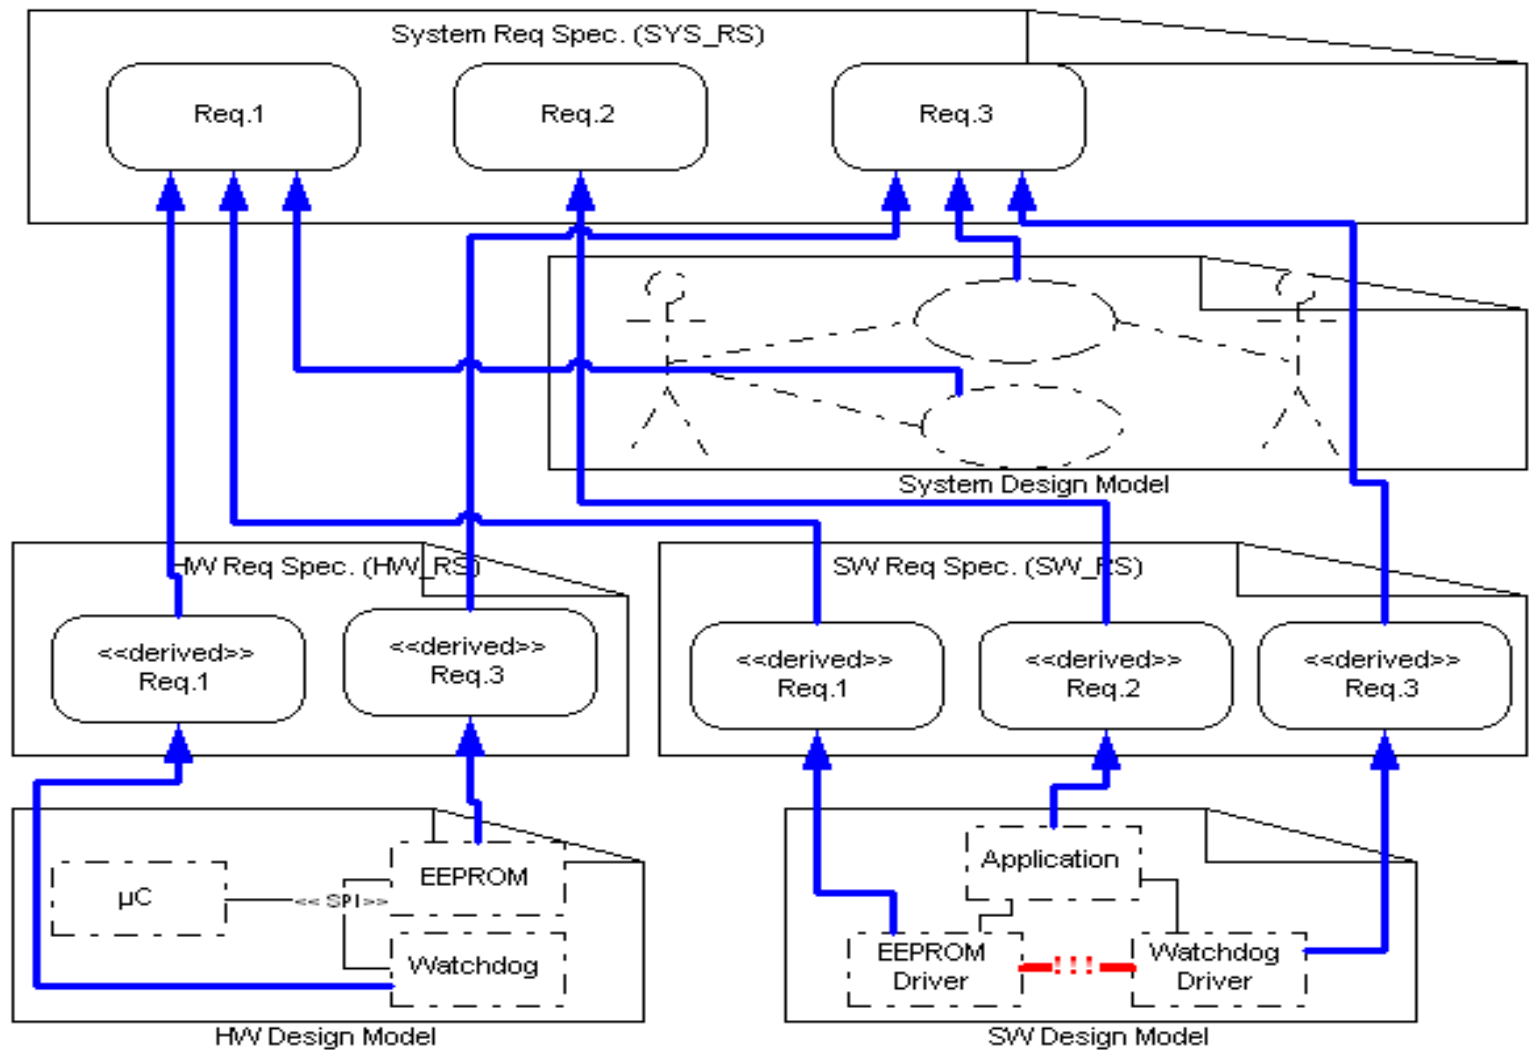 System Req Spec. (SYS_RS)
Req.1
Req.2
Req.3
System Design Model
HW Req Spec. (HW_RS)
SW Req Spec. (SW_RS)
<<derived>>
Req.1
<<derived>>
Req.3
<<derived>>
Req.1
<<derived>>
Req.2
<<derived>>
Req.3
µC
<< SPI>>
EEPROM
Watchdog
Application
EEPROM
Driver
!!!
Watchdog
Driver
HW Design Model
SW Design Model